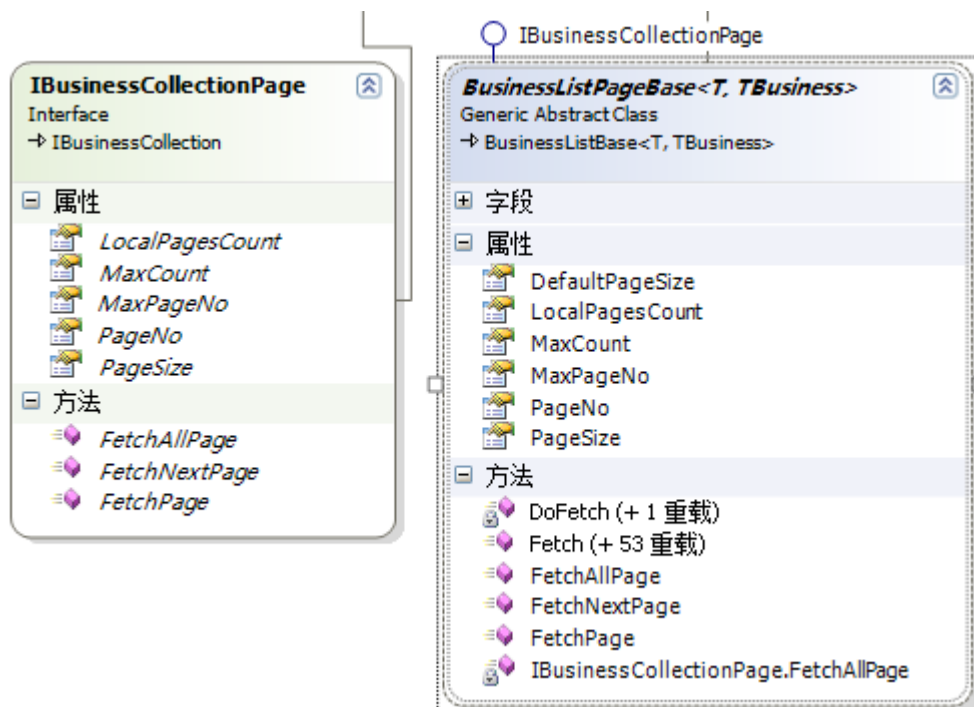 IBusinessCollectionPage
Interface
IBusinessCollection
属性
LocalPagesCount
MaxCount
MaxPageNo
PageNo
PageSize
方法
FetchAllPage
FetchNextPage
FetchPage
IBusinessCollectionPage
BusinessListPageBase<T, TBusiness>
Generic Abstract Class
BusinessListBase<T, TBusiness>
字段
属性
DefaultPageSize
LocalPagesCount
MaxCount
MaxPageNo
PageNo
PageSize
方法
DoFetch (+ 1 重载)
Fetch (+ 53 重载)
FetchAllPage
FetchNextPage
FetchPage
IBusinessCollectionPage.FetchAllPage